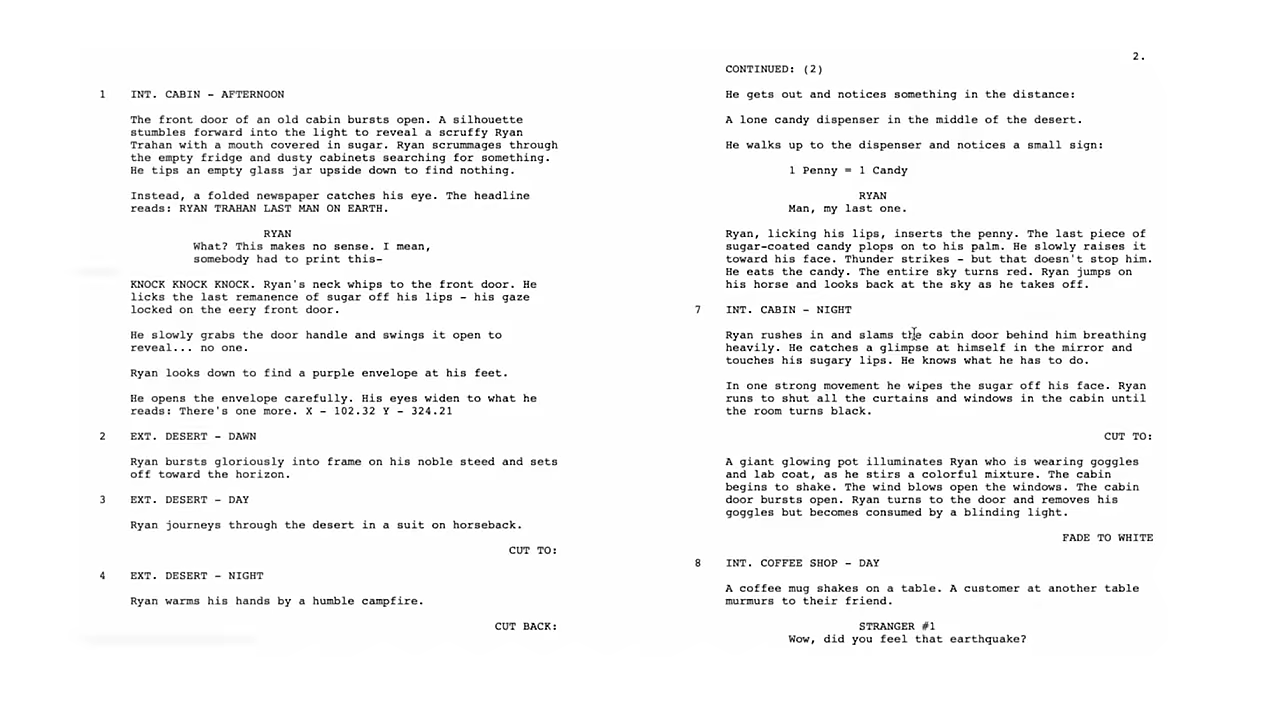 1 INT. CABIN - AFTERNOON
The front door of an old cabin bursts open. A silhouette
stumbles forward into the light to reveal a scruffy Ryan
Trahan with a mouth covered in sugar. Ryan scrummages through
the empty fridge and dusty cabinets searching for something.
He tips an empty glass jar upside down to find nothing.
Instead, a folded newspaper catches his eye. The headline
reads: RYAN TRAHAN LAST MAN ON EARTH.
RYAN
What? This makes no sense. I mean,
somebody had to print this-
KNOCK KNOCK KNOCK. Ryan's neck whips to the front door. He
licks the last remanence of sugar off his lips - his gaze
locked on the eery front door.
He slowly grabs the door handle and swings it open to
reveal... no one.
Ryan looks down to find a purple envelope at his feet.
He opens the envelope carefully. His eyes widen to what he
reads: There's one more. X - 102.32 Y - 324.21
2 EXT. DESERT - DAWN
Ryan bursts gloriously into frame on his noble steed and sets
off toward the horizon.
3 EXT. DESERT - DAY
Ryan journeys through the desert in a suit on horseback.
CUT TO:
4 EXT. DESERT - NIGHT
Ryan warms his hands by a humble campfire.
CUT BACK:
2.
CONTINUED: (2)
He gets out and notices something in the distance:
A lone candy dispenser in the middle of the desert.
He walks up to the dispenser and notices a small sign:
1 Penny = 1 Candy
RYAN
Man, my last one.
Ryan, licking his lips, inserts the penny. The last piece of
sugar-coated candy plops on to his palm. He slowly raises it
toward his face. Thunder strikes - but that doesn't stop him.
He eats the candy. The entire sky turns red. Ryan jumps on
his horse and looks back at the sky as he takes off.
7 INT. CABIN - NIGHT
Ryan rushes in and slams the cabin door behind him breathing
heavily. He catches a glimpse at himself in the mirror and
touches his sugary lips. He knows what he has to do.
In one strong movement he wipes the sugar off his face. Ryan
runs to shut all the curtains and windows in the cabin until
the room turns black.
CUT TO:
A giant glowing pot illuminates Ryan who is wearing goggles
and lab coat, as he stirs a colorful mixture. The cabin
begins to shake. The wind blows open the windows. The cabin
door bursts open. Ryan turns to the door and removes his
goggles but becomes consumed by a blinding light.
FADE TO WHITE
8 INT. COFFEE SHOP - DAY
A coffee mug shakes on a table. A customer at another table
murmurs to their friend.
STRANGER #1
Wow, did you feel that earthquake?